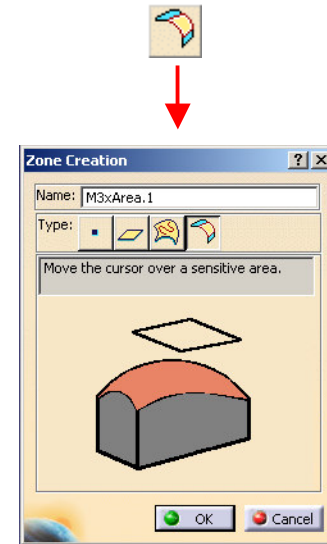 Zone Creation
Name: M3xArea.1
Type:
Move the cursor over a sensitive area.
OK Cancel